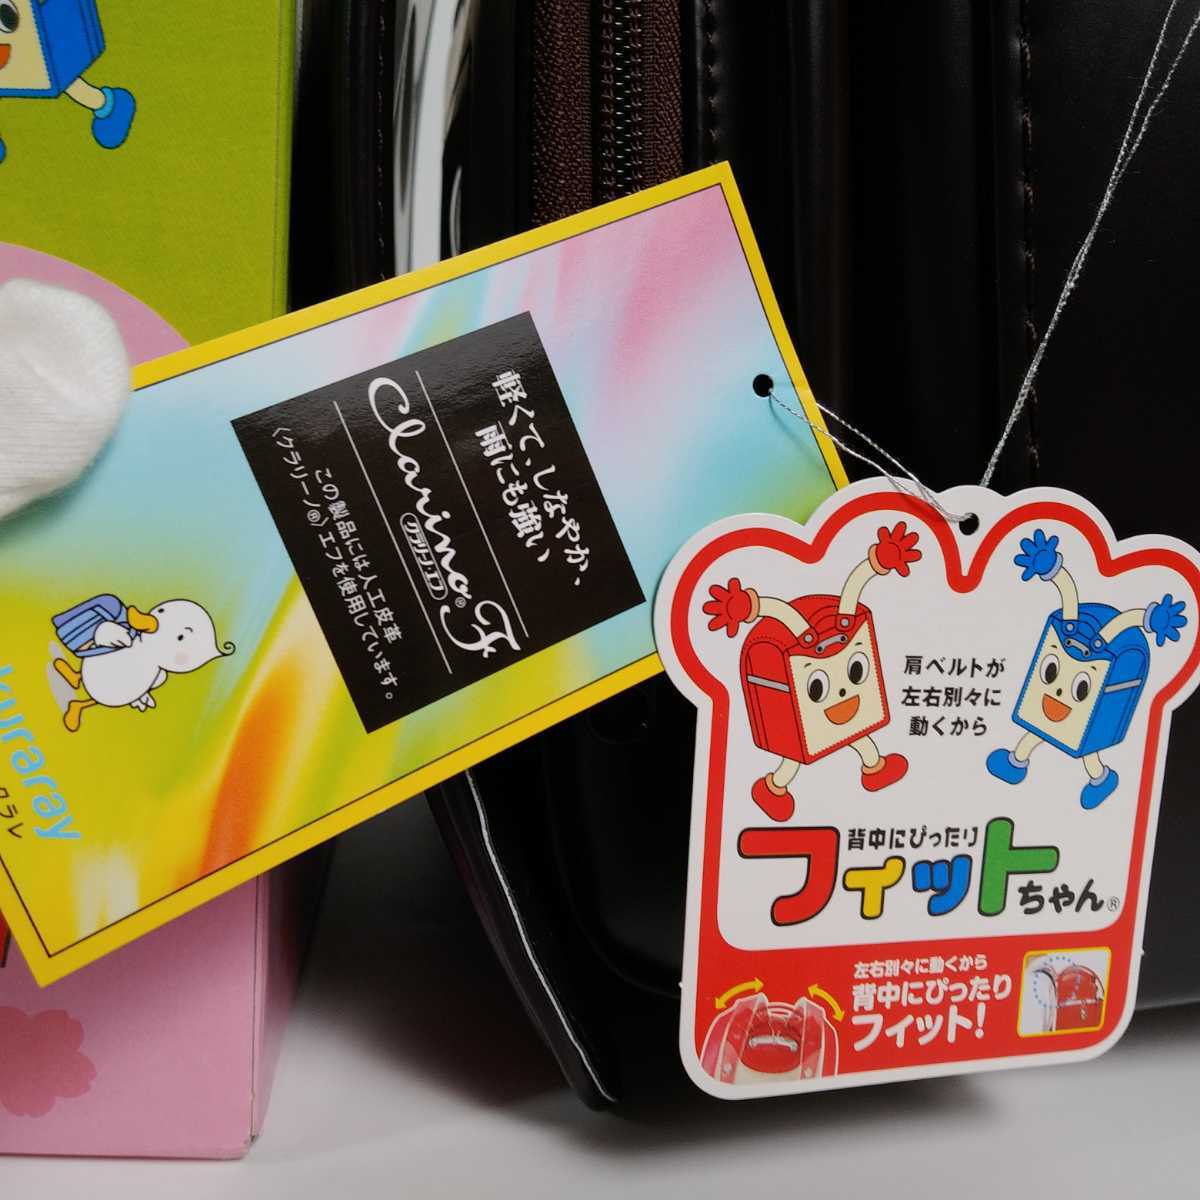 軽くて、しなやか、
雨にも強い
Clarino® F
クラリーノ エフ
この製品には人工皮革
〈クラリーノ®〉エフを使用しています。
kuraray
クラレ
肩ベルトが
左右別々に
動くから
背中にぴったり
フィットちゃん®
左右別々に動くから
背中にぴったり
フィット!